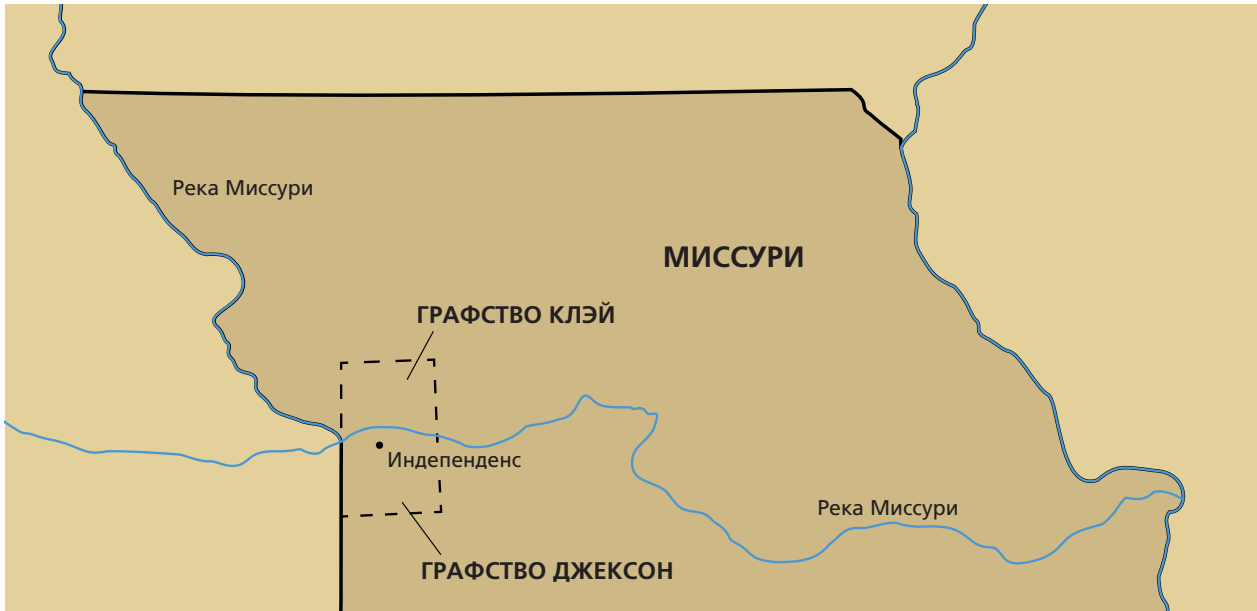 Река Миссури
МИССУРИ
ГРАФСТВО КЛЭЙ
Индепенденс
Река Миссури
ГРАФСТВО ДЖЕКСОН